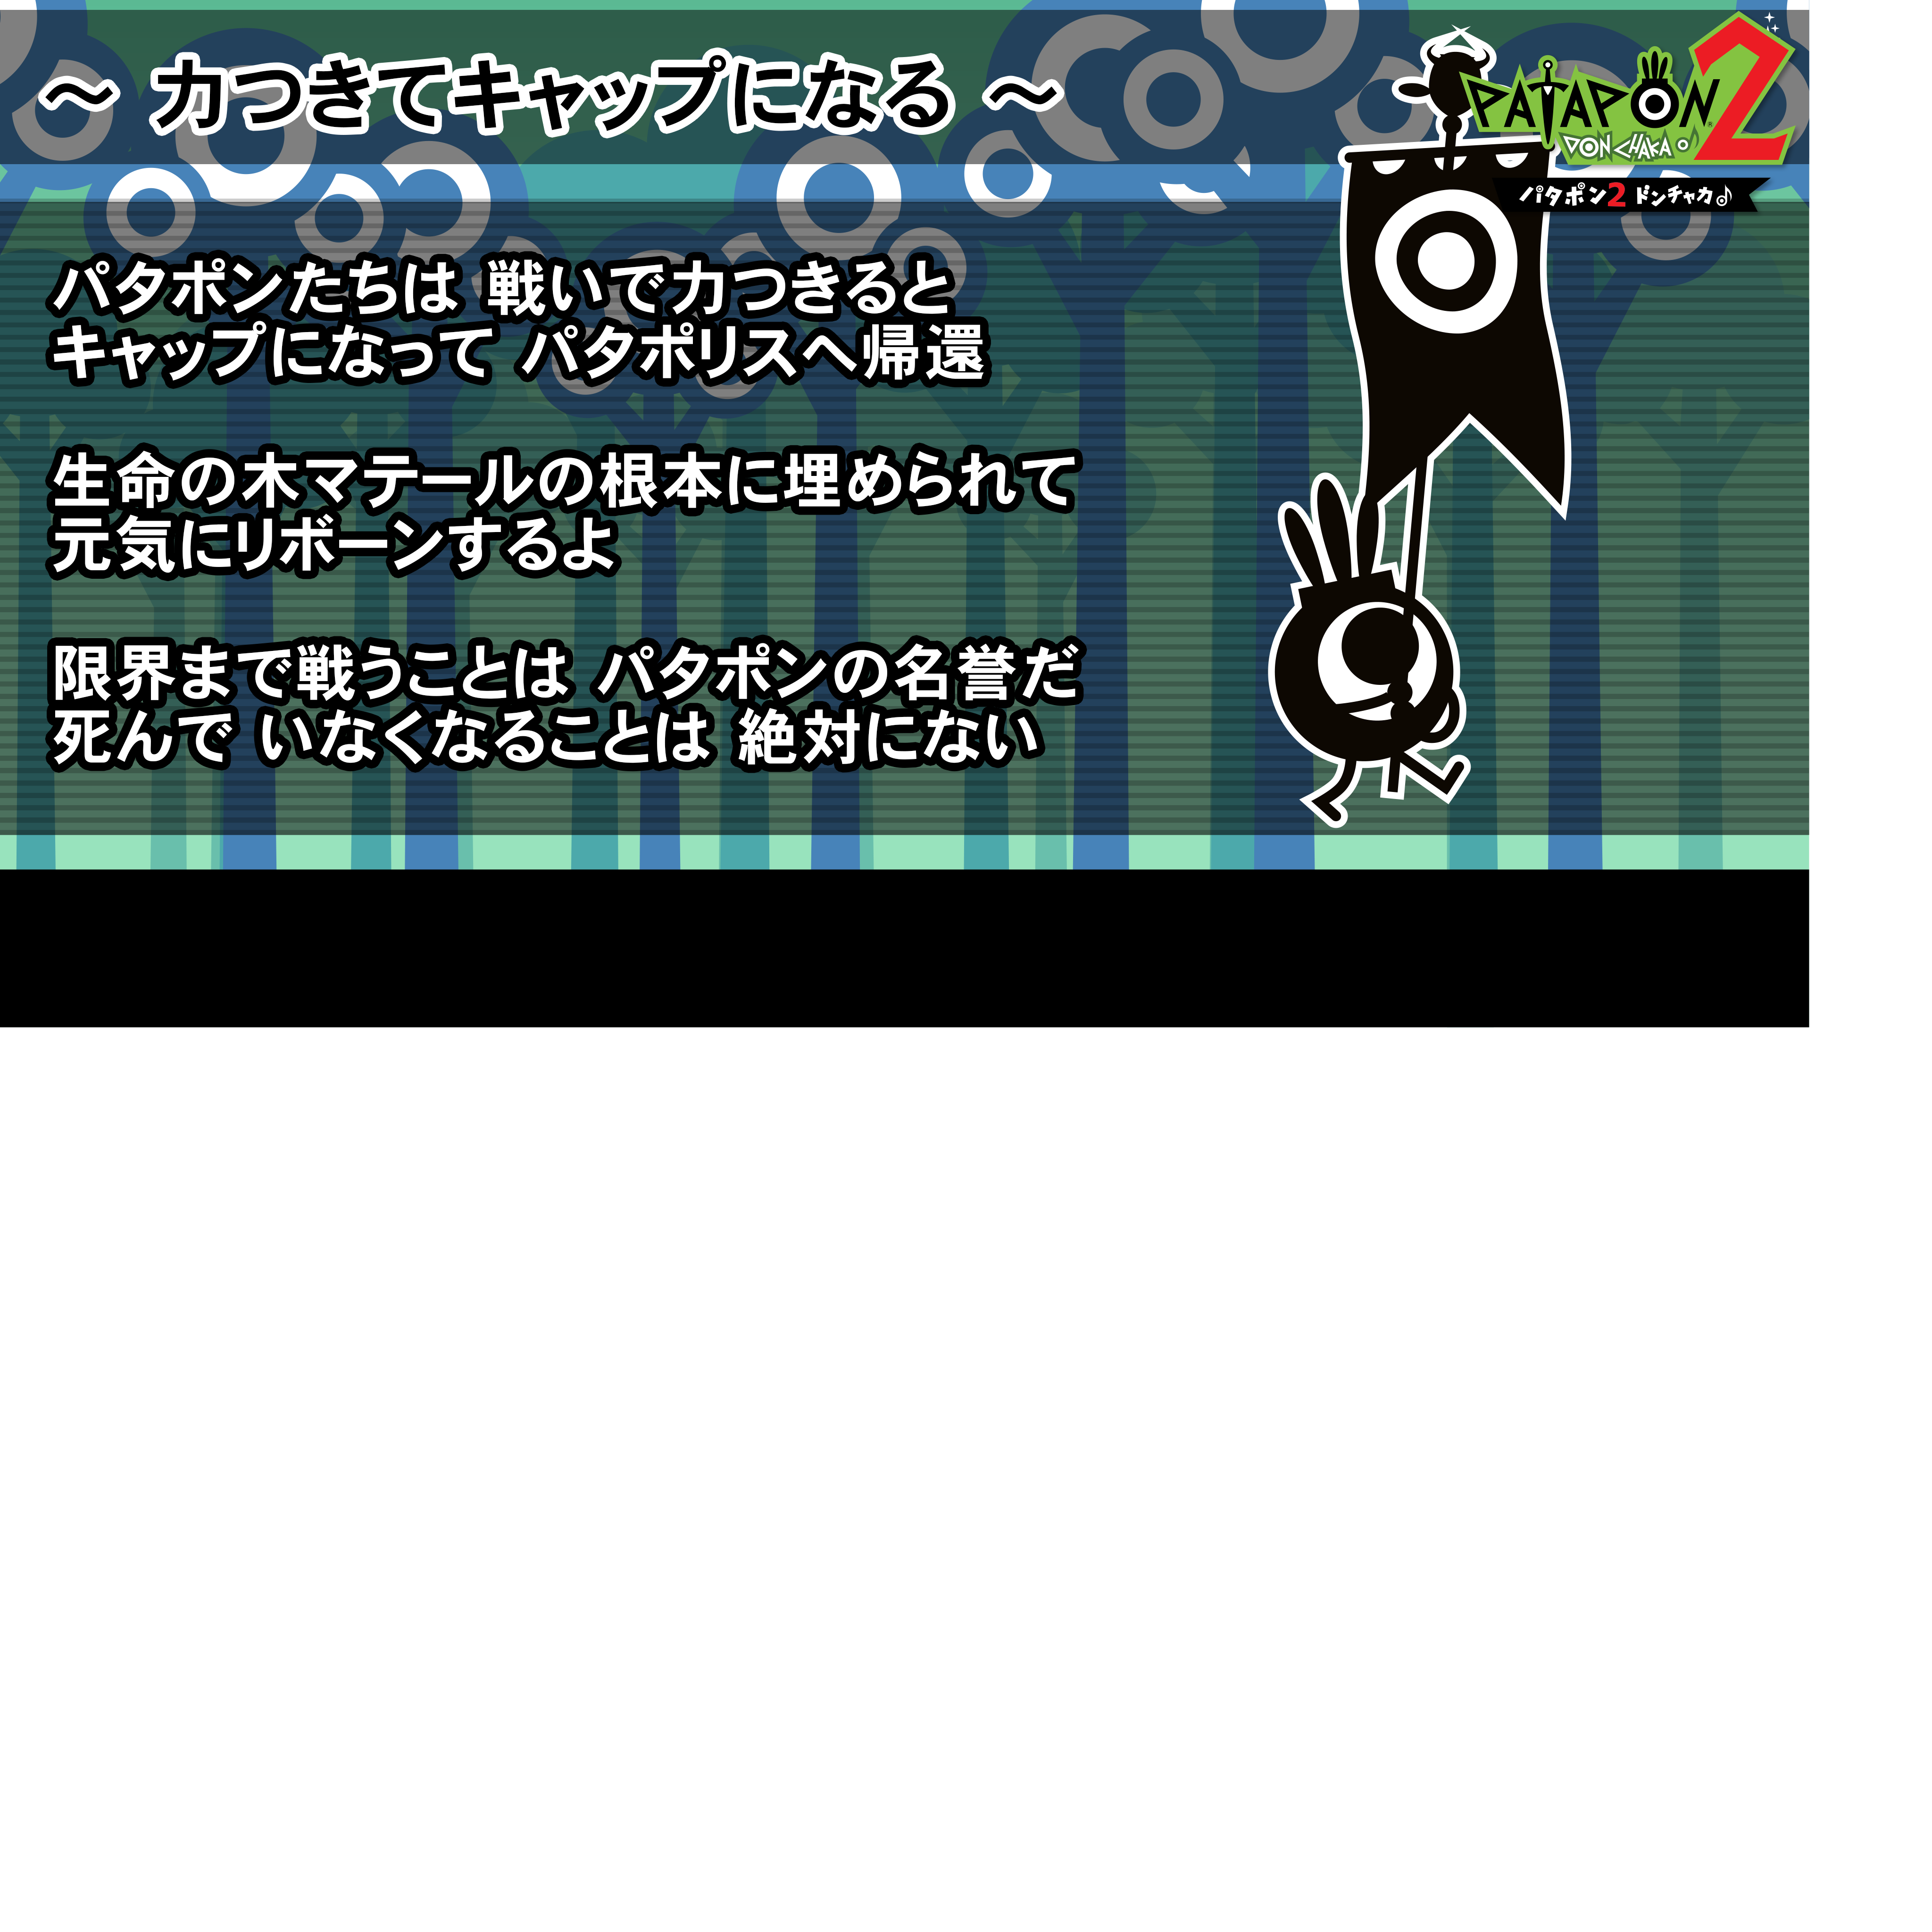 ～ 力つきてキャップになる ～
PATAPON 2
DON CHAKA♪
パタポン2 ドンチャカ♪
パタポンたちは 戦いで力つきると
キャップになって パタポリスへ帰還
生命の木マテールの根本に埋められて
元気にリボーンするよ
限界まで戦うことは パタポンの名誉だ
死んで いなくなることは 絶対にない